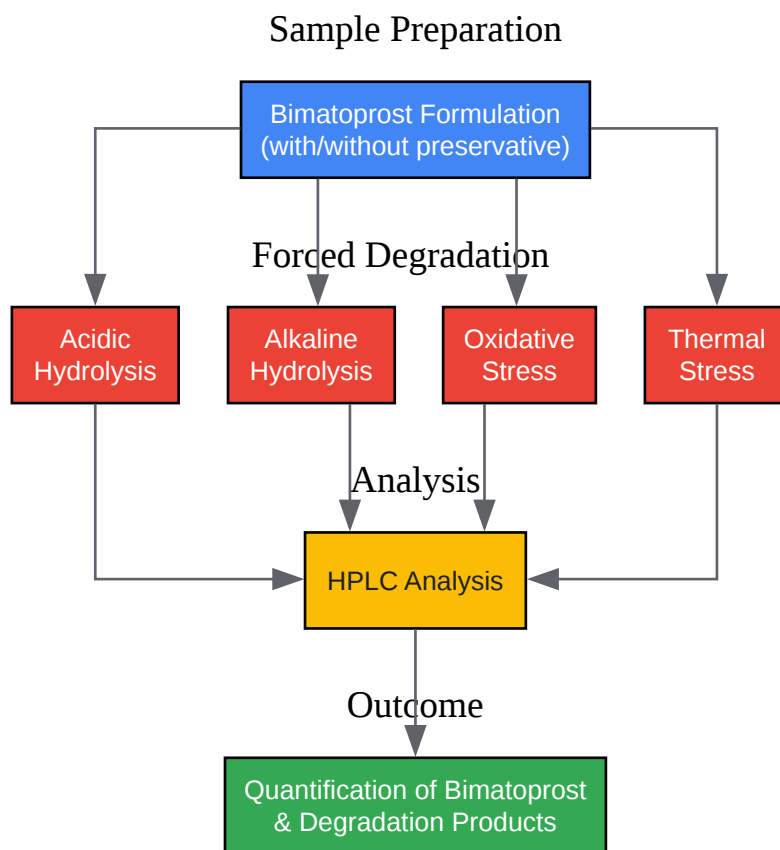 Sample Preparation
Bimatoprost Formulation
(with/without preservative)
Forced Degradation
Acidic
Hydrolysis
Alkaline
Hydrolysis
Oxidative
Stress
Thermal
Stress
Analysis
HPLC Analysis
Outcome
Quantification of Bimatoprost
& Degradation Products